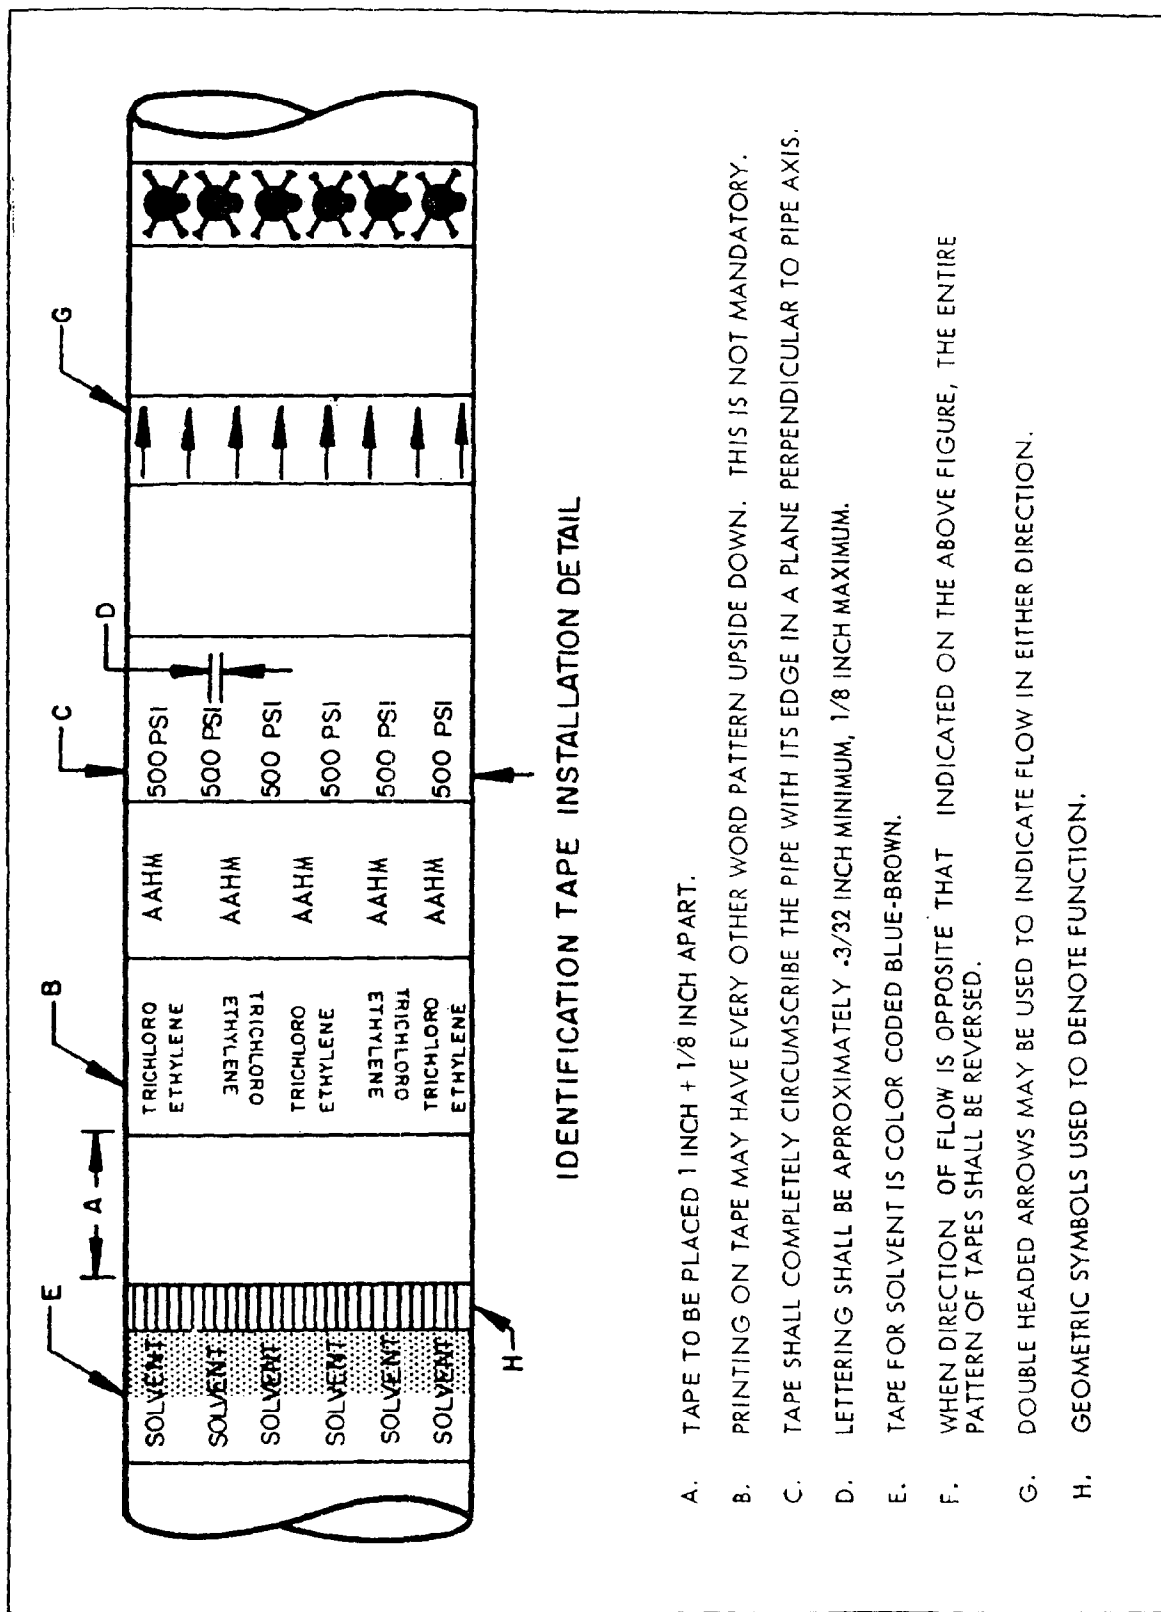 E
A
B
C
D
G
SOLVENT
SOLVENT
SOLVENT
SOLVENT
SOLVENT
SOLVENT
H
TRICHLORO
ETHYLENE
TRICHLORO
ETHYLENE
TRICHLORO
ETHYLENE
TRICHLORO
ETHYLENE
TRICHLORO
ETHYLENE
AAHM
AAHM
AAHM
AAHM
AAHM
500 PSI
500 PSI
500 PSI
500 PSI
500 PSI
500 PSI
IDENTIFICATION TAPE INSTALLATION DETAIL
A. TAPE TO BE PLACED 1 INCH + 1/8 INCH APART.
B. PRINTING ON TAPE MAY HAVE EVERY OTHER WORD PATTERN UPSIDE DOWN. THIS IS NOT MANDATORY.
C. TAPE SHALL COMPLETELY CIRCUMSCRIBE THE PIPE WITH ITS EDGE IN A PLANE PERPENDICULAR TO PIPE AXIS.
D. LETTERING SHALL BE APPROXIMATELY -3/32 INCH MINIMUM, 1/8 INCH MAXIMUM.
E. TAPE FOR SOLVENT IS COLOR CODED BLUE-BROWN.
F. WHEN DIRECTION OF FLOW IS OPPOSITE THAT INDICATED ON THE ABOVE FIGURE, THE ENTIRE
PATTERN OF TAPES SHALL BE REVERSED.
G. DOUBLE HEADED ARROWS MAY BE USED TO INDICATE FLOW IN EITHER DIRECTION.
H. GEOMETRIC SYMBOLS USED TO DENOTE FUNCTION.